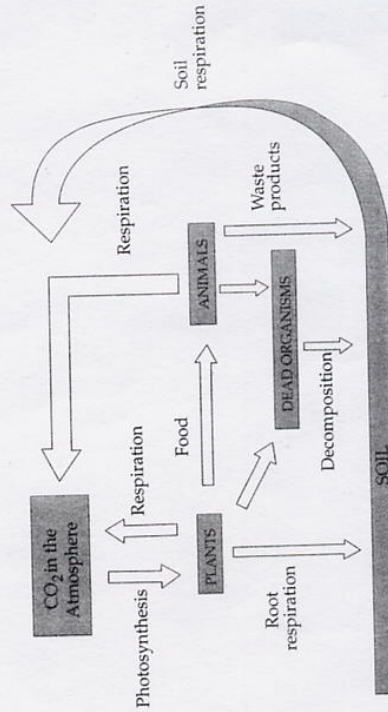 CO₂ in the
Atmosphere
Photosynthesis
Respiration
Respiration
Soil
respiration
PLANTS
Food
ANIMALS
Root
respiration
DEAD ORGANISMS
Waste
products
Decomposition
SOIL